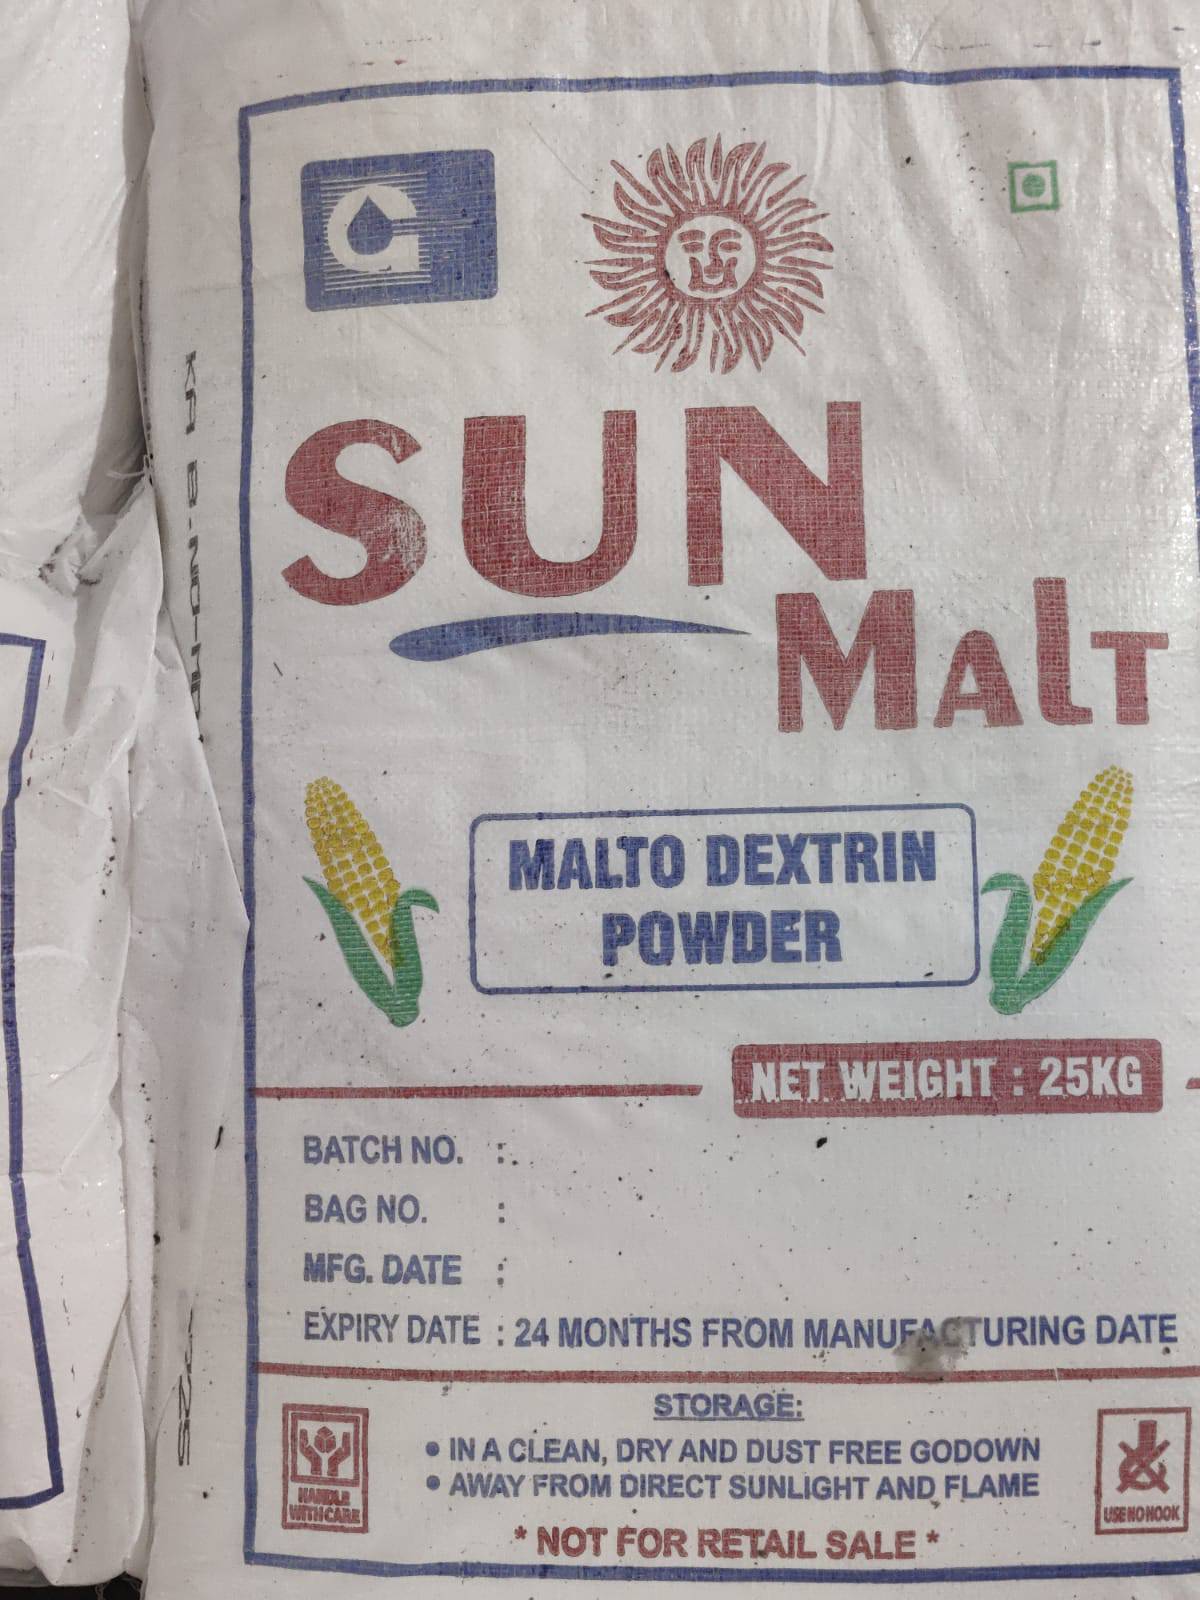 SUN
MALT
MALTO DEXTRIN
POWDER
NET WEIGHT : 25KG
BATCH NO. :
BAG NO. :
MFG. DATE :
EXPIRY DATE : 24 MONTHS FROM MANUFACTURING DATE
STORAGE:
• IN A CLEAN, DRY AND DUST FREE GODOWN
• AWAY FROM DIRECT SUNLIGHT AND FLAME
HANDLE
WITH CARE
USE NO HOOK
* NOT FOR RETAIL SALE *